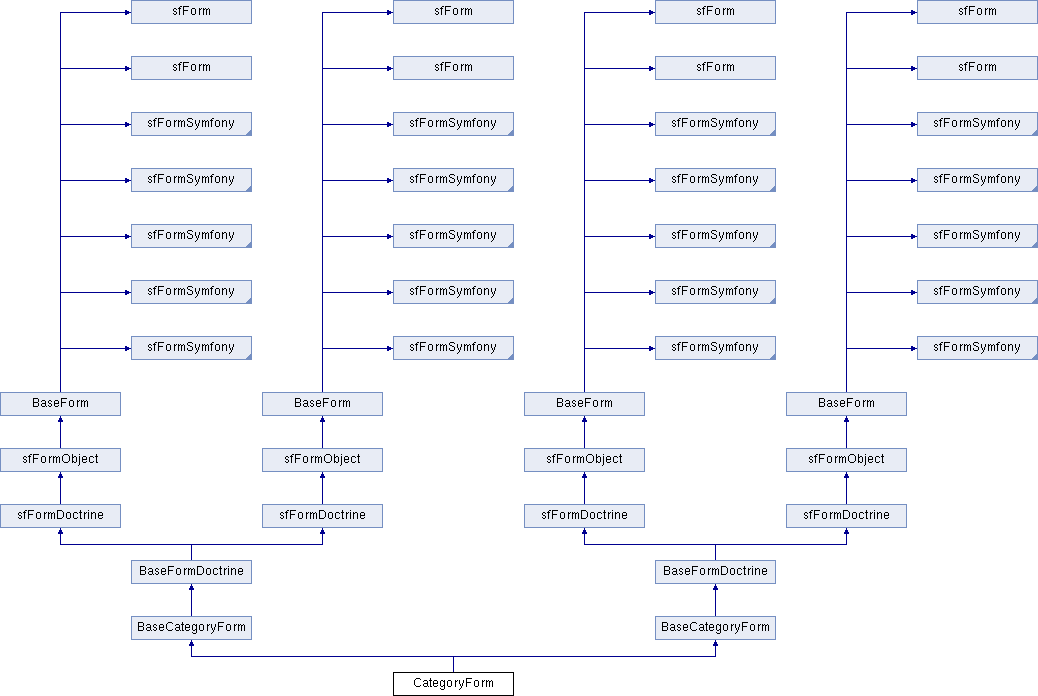 sfForm sfForm sfForm sfForm
sfForm sfForm sfForm sfForm
sfFormSymfony sfFormSymfony sfFormSymfony sfFormSymfony
sfFormSymfony sfFormSymfony sfFormSymfony sfFormSymfony
sfFormSymfony sfFormSymfony sfFormSymfony sfFormSymfony
sfFormSymfony sfFormSymfony sfFormSymfony sfFormSymfony
sfFormSymfony sfFormSymfony sfFormSymfony sfFormSymfony
BaseForm BaseForm BaseForm BaseForm
sfFormObject sfFormObject sfFormObject sfFormObject
sfFormDoctrine sfFormDoctrine sfFormDoctrine sfFormDoctrine
BaseFormDoctrine BaseFormDoctrine
BaseCategoryForm BaseCategoryForm
CategoryForm